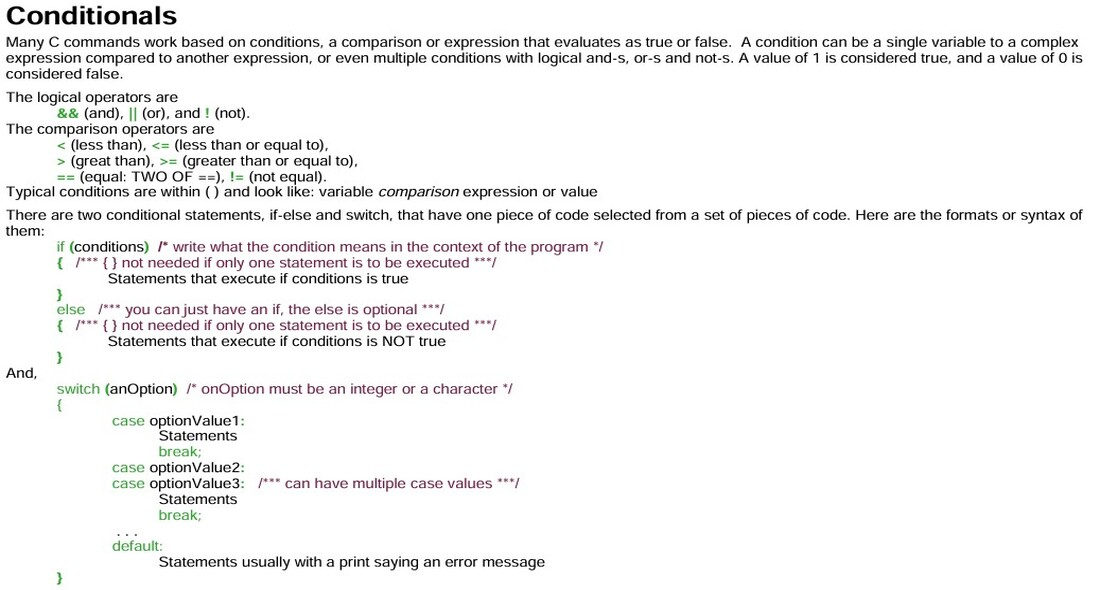 Conditionals
Many C commands work based on conditions, a comparison or expression that evaluates as true or false.  A condition can be a single variable to a complex
expression compared to another expression, or even multiple conditions with logical and-s, or-s and not-s. A value of 1 is considered true, and a value of 0 is
considered false.
The logical operators are
&& (and), || (or), and ! (not).
The comparison operators are
< (less than), <= (less than or equal to),
> (great than), >= (greater than or equal to),
== (equal: TWO OF ==), != (not equal).
Typical conditions are within ( ) and look like: variable comparison expression or value
There are two conditional statements, if-else and switch, that have one piece of code selected from a set of pieces of code. Here are the formats or syntax of
them:
if (conditions)  /* write what the condition means in the context of the program */
{   /*** { } not needed if only one statement is to be executed ***/
Statements that execute if conditions is true
}
else   /*** you can just have an if, the else is optional ***/
{  /*** { } not needed if only one statement is to be executed ***/
Statements that execute if conditions is NOT true
}
And,
switch (anOption)  /* onOption must be an integer or a character */
{
case optionValue1:
Statements
break;
case optionValue2:
case optionValue3:   /*** can have multiple case values ***/
Statements
break;
. . .
default:
Statements usually with a print saying an error message
}